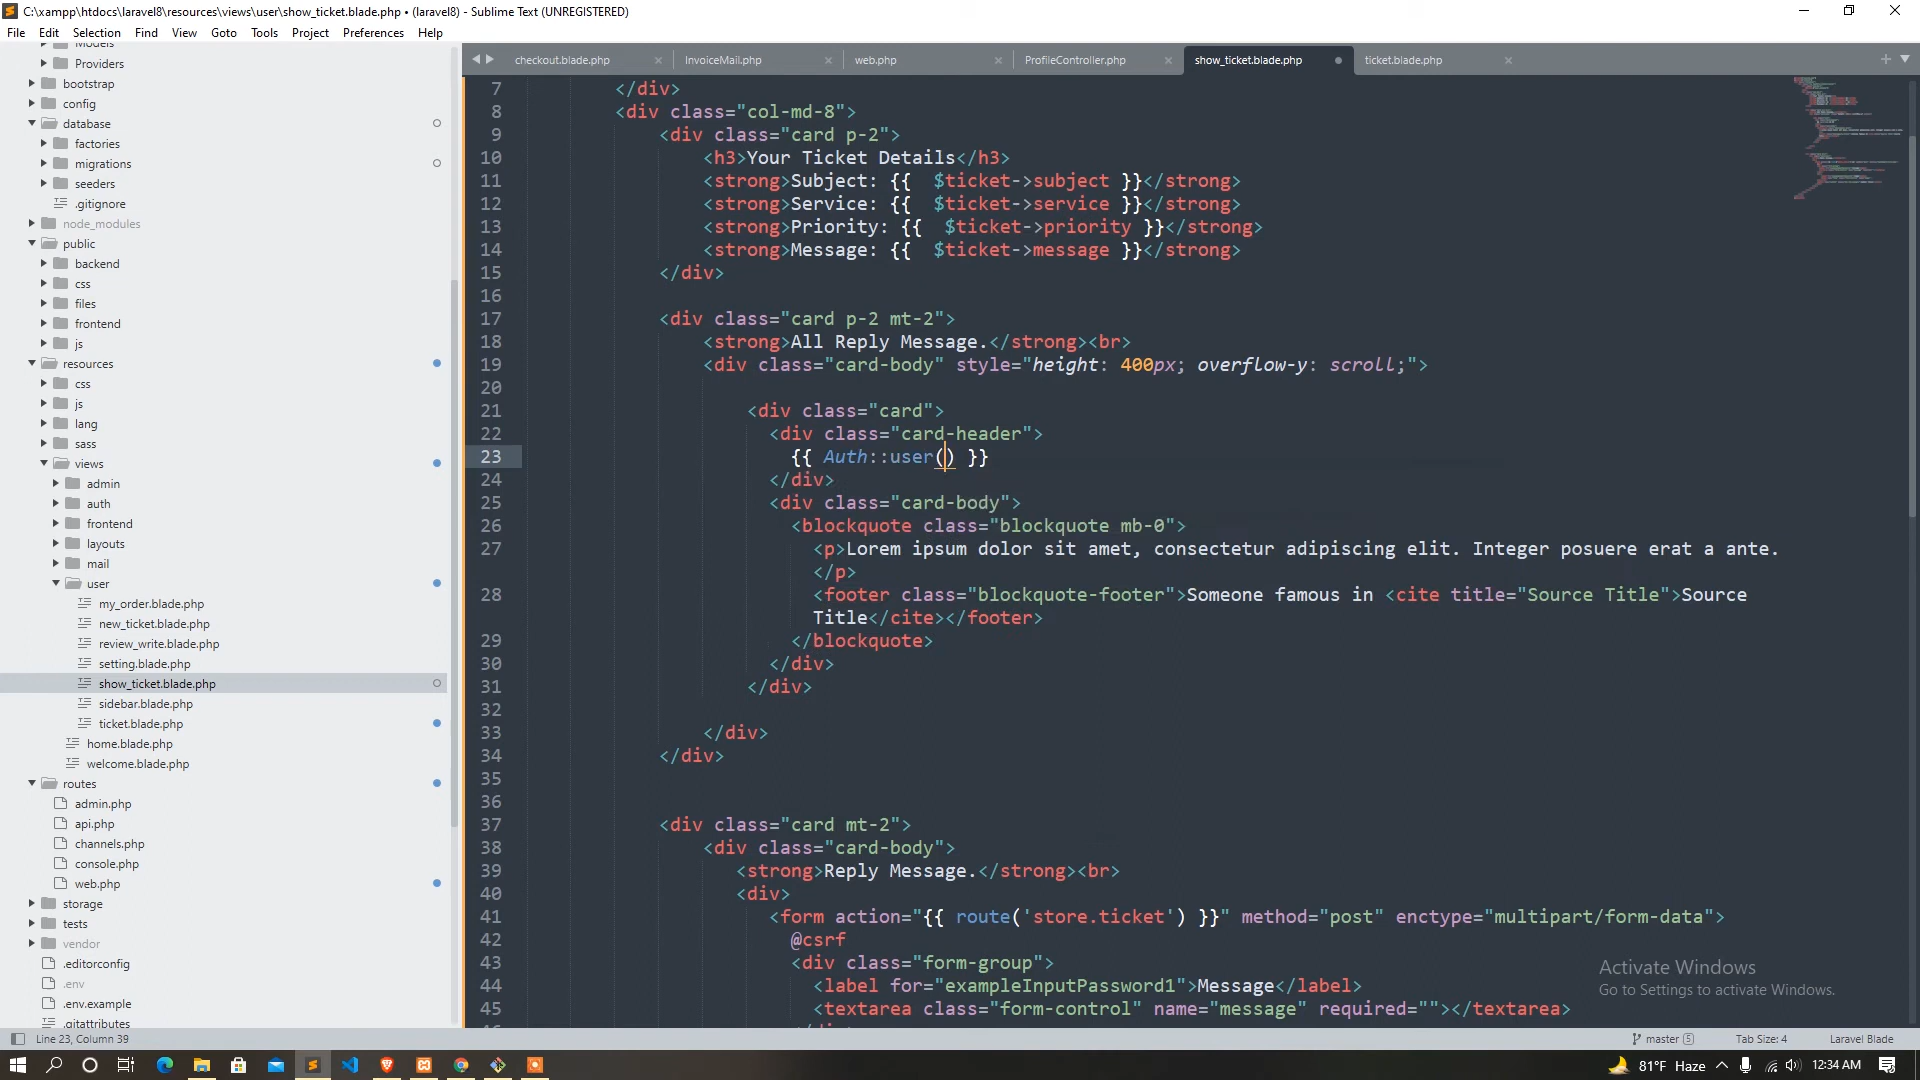 C:\xampp\htdocs\laravel8\resources\views\user\show_ticket.blade.php • (laravel8) - Sublime Text (UNREGISTERED)
File Edit Selection Find View Goto Tools Project Preferences Help
checkout.blade.php InvoiceMail.php web.php ProfileController.php show_ticket.blade.php ticket.blade.php
Models
Providers
bootstrap
config
database
factories
migrations
seeders
.gitignore
node_modules
public
backend
css
files
frontend
js
resources
css
js
lang
sass
views
admin
auth
frontend
layouts
mail
user
my_order.blade.php
new_ticket.blade.php
review_write.blade.php
setting.blade.php
show_ticket.blade.php
sidebar.blade.php
ticket.blade.php
home.blade.php
welcome.blade.php
routes
admin.php
api.php
channels.php
console.php
web.php
storage
tests
vendor
.editorconfig
.env
.env.example
.gitattributes
7 </div>
8 <div class="col-md-8">
9 <div class="card p-2">
10 <h3>Your Ticket Details</h3>
11 <strong>Subject: {{  $ticket->subject }}</strong>
12 <strong>Service: {{  $ticket->service }}</strong>
13 <strong>Priority: {{  $ticket->priority }}</strong>
14 <strong>Message: {{  $ticket->message }}</strong>
15 </div>
16
17 <div class="card p-2 mt-2">
18 <strong>All Reply Message.</strong><br>
19 <div class="card-body" style="height: 400px; overflow-y: scroll;">
20
21 <div class="card">
22 <div class="card-header">
23 {{ Auth::user() }}
24 </div>
25 <div class="card-body">
26 <blockquote class="blockquote mb-0">
27 <p>Lorem ipsum dolor sit amet, consectetur adipiscing elit. Integer posuere erat a ante.
</p>
28 <footer class="blockquote-footer">Someone famous in <cite title="Source Title">Source
Title</cite></footer>
29 </blockquote>
30 </div>
31 </div>
32
33 </div>
34 </div>
35
36
37 <div class="card mt-2">
38 <div class="card-body">
39 <strong>Reply Message.</strong><br>
40 <div>
41 <form action="{{ route('store.ticket') }}" method="post" enctype="multipart/form-data">
42 @csrf
43 <div class="form-group">
44 <label for="exampleInputPassword1">Message</label>
45 <textarea class="form-control" name="message" required=""></textarea>
Activate Windows
Go to Settings to activate Windows.
Line 23, Column 39 master 5 Tab Size: 4 Laravel Blade
81°F Haze 12:34 AM